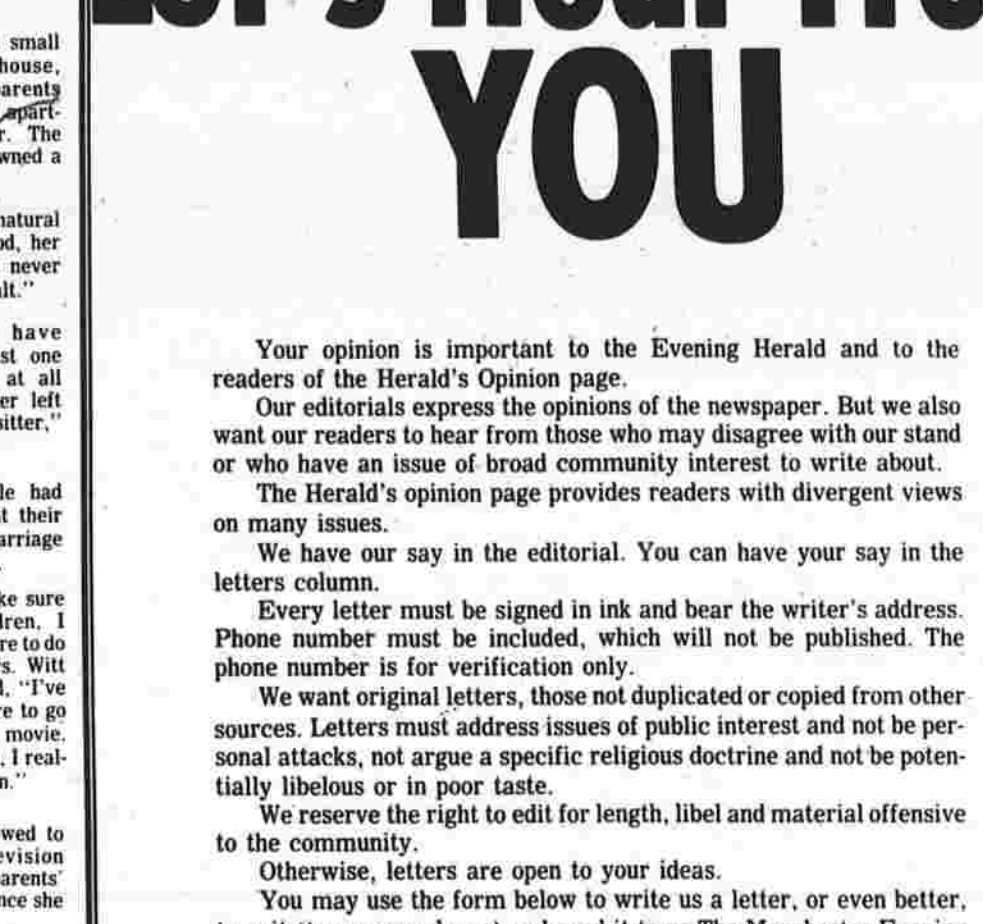 small
house,
arents
apart-
r. The
wned a
natural
od, her
never
lt."
have
st one
at all
er left
sitter,"
le had
t their
arriage
ke sure
dren, I
re to do
s. Witt
d, "I've
re to go
movie.
, I real-
n."
wed to
evision
arents'
nce she
Let's Hear
YOU
Your opinion is important to the Evening Herald and to the
readers of the Herald's Opinion page.
Our editorials express the opinions of the newspaper. But we also
want our readers to hear from those who may disagree with our stand
or who have an issue of broad community interest to write about.
The Herald's opinion page provides readers with divergent views
on many issues.
We have our say in the editorial. You can have your say in the
letters column.
Every letter must be signed in ink and bear the writer's address.
Phone number must be included, which will not be published. The
phone number is for verification only.
We want original letters, those not duplicated or copied from other
sources. Letters must address issues of public interest and not be per-
sonal attacks, not argue a specific religious doctrine and not be poten-
tially libelous or in poor taste.
We reserve the right to edit for length, libel and material offensive
to the community.
Otherwise, letters are open to your ideas.
You may use the form below to write us a letter, or even better,